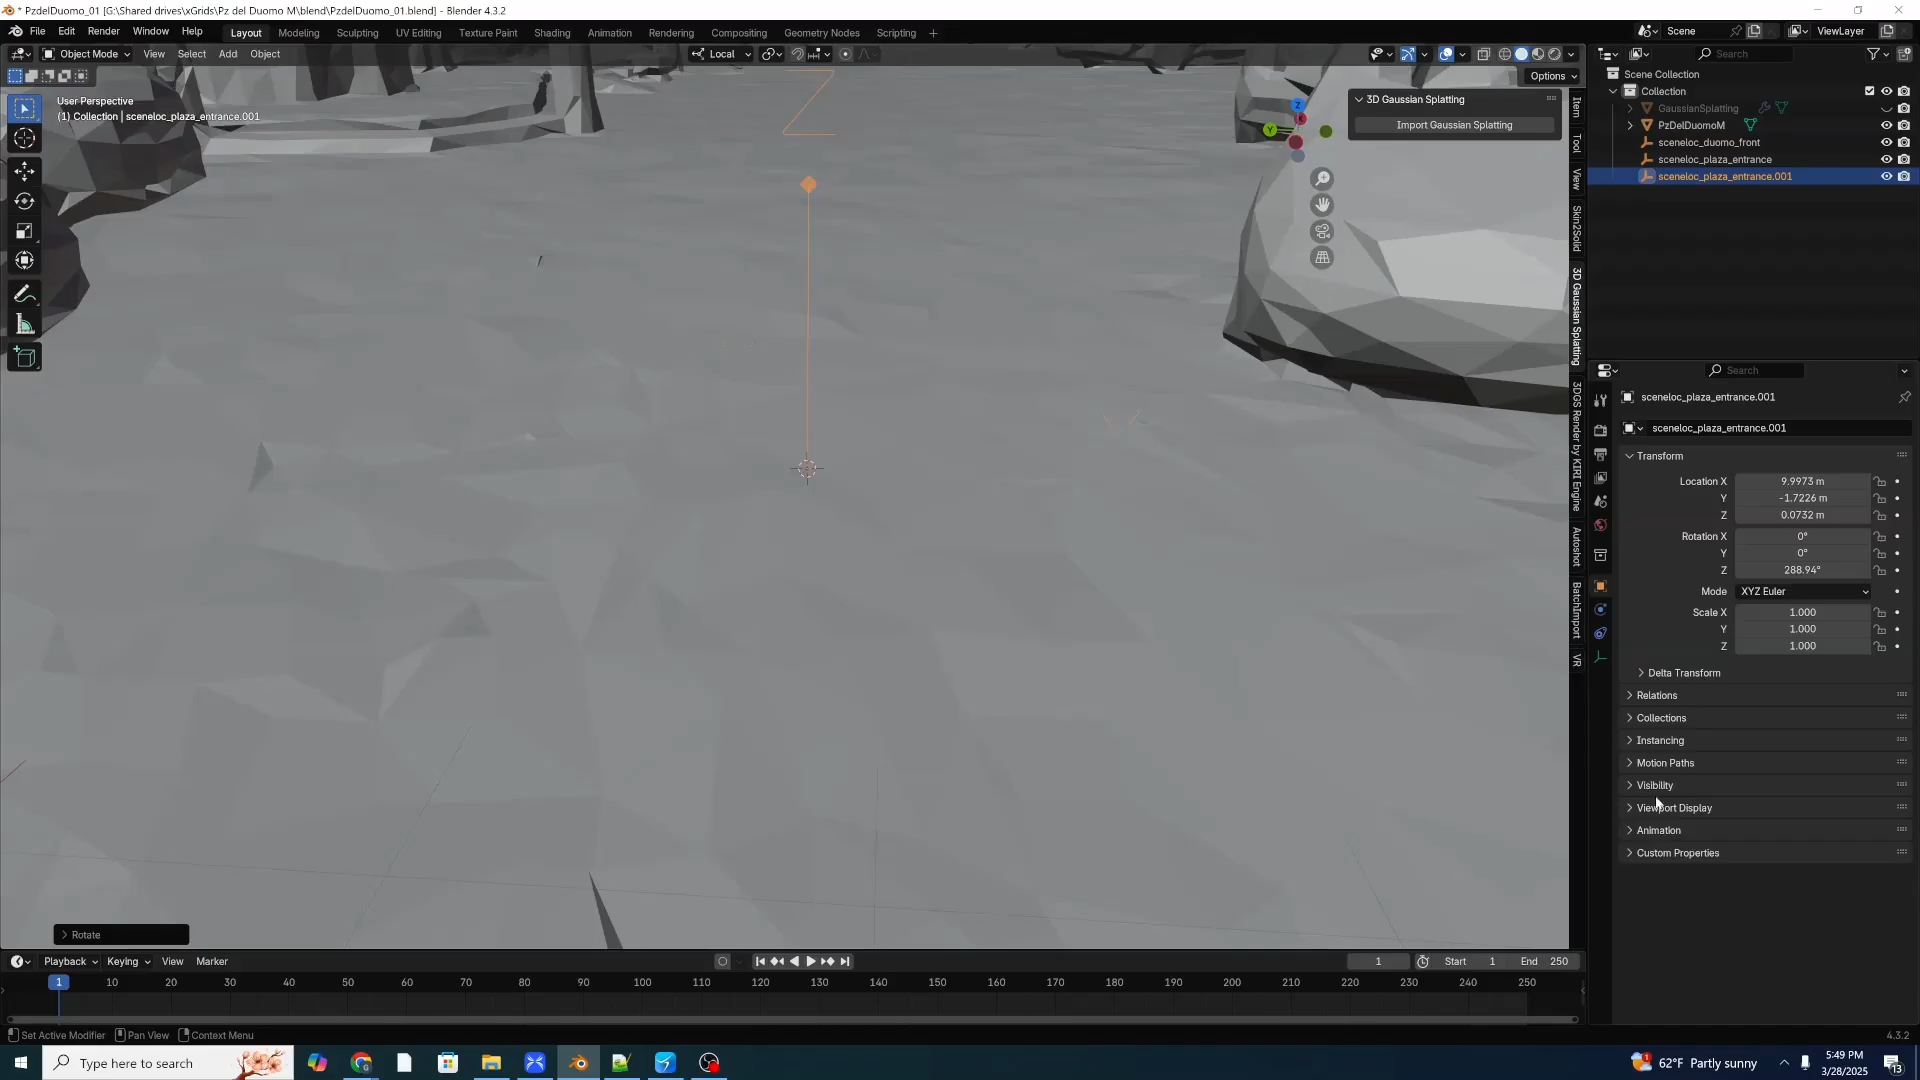 * PzdelDuomo_01 [G:\Shared drives\xGrids\Pz del Duomo M\blend\PzdelDuomo_01.blend] - Blender 4.3.2
File Edit Render Window Help Layout Modeling Sculpting UV Editing Texture Paint Shading Animation Rendering Compositing Geometry Nodes Scripting + Scene ViewLayer
Object Mode View Select Add Object Local Search
Options
User Perspective
(1) Collection | sceneloc_plaza_entrance.001
3D Gaussian Splatting
Import Gaussian Splatting
Z
Y
X
Item
Tool
View
Skin2Solid
3D Gaussian Splatting
3DGS Render by KIRI Engine
Autoshot
BatchImport
VR
Scene Collection
Collection
GaussianSplatting
PzDelDuomoM
sceneloc_duomo_front
sceneloc_plaza_entrance
sceneloc_plaza_entrance.001
Search
sceneloc_plaza_entrance.001
sceneloc_plaza_entrance.001
Transform
Location X 9.9973 m
Y -1.7226 m
Z 0.0732 m
Rotation X 0°
Y 0°
Z 288.94°
Mode XYZ Euler
Scale X 1.000
Y 1.000
Z 1.000
Delta Transform
Relations
Collections
Instancing
Motion Paths
Visibility
Viewport Display
Animation
Custom Properties
Rotate
Playback Keying View Marker 1 Start 1 End 250
1 10 20 30 40 50 60 70 80 90 100 110 120 130 140 150 160 170 180 190 200 210 220 230 240 250
Set Active Modifier Pan View Context Menu 4.3.2
Type here to search 1 62°F Partly sunny 5:49 PM
3/28/2025 13